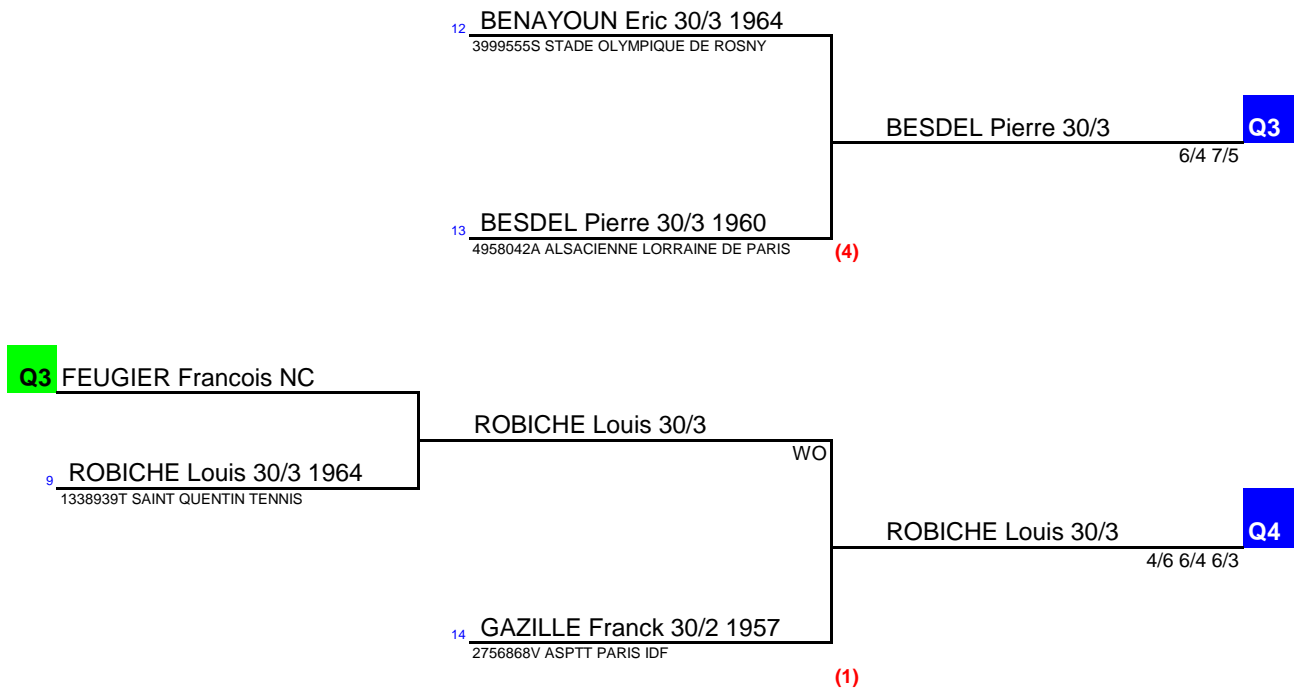 12 BENAYOUN Eric 30/3 1964
3999555S STADE OLYMPIQUE DE ROSNY
BESDEL Pierre 30/3 Q3
6/4 7/5
13 BESDEL Pierre 30/3 1960
4958042A ALSACIENNE LORRAINE DE PARIS (4)
Q3 FEUGIER Francois NC
ROBICHE Louis 30/3
WO
9 ROBICHE Louis 30/3 1964
1338939T SAINT QUENTIN TENNIS
ROBICHE Louis 30/3 Q4
4/6 6/4 6/3
14 GAZILLE Franck 30/2 1957
2756868V ASPTT PARIS IDF
(1)